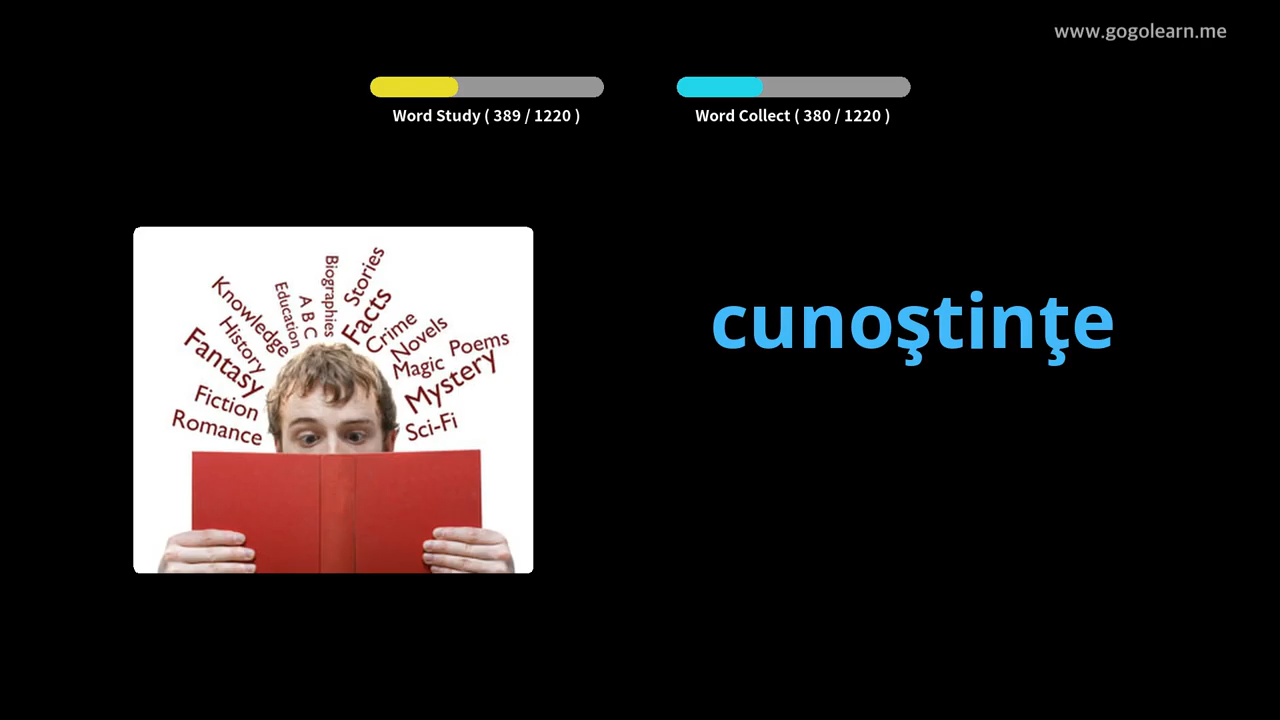 www.gogolearn.me
Word Study ( 389 / 1220 )
Word Collect ( 380 / 1220 )
cunoştinţe
Biographies
Stories
Facts
Education
A B C
Knowledge
History
Crime
Novels
Poems
Fantasy
Magic
Mystery
Fiction
Romance
Sci-Fi